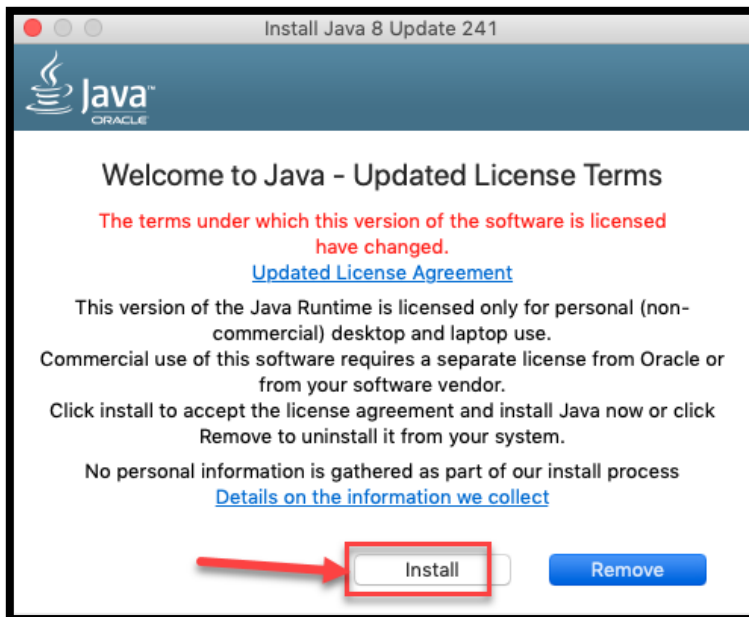 Install Java 8 Update 241
Java™
ORACLE
Welcome to Java - Updated License Terms
The terms under which this version of the software is licensed
have changed.
Updated License Agreement
This version of the Java Runtime is licensed only for personal (non-
commercial) desktop and laptop use.
Commercial use of this software requires a separate license from Oracle or
from your software vendor.
Click install to accept the license agreement and install Java now or click
Remove to uninstall it from your system.
No personal information is gathered as part of our install process
Details on the information we collect
Install
Remove